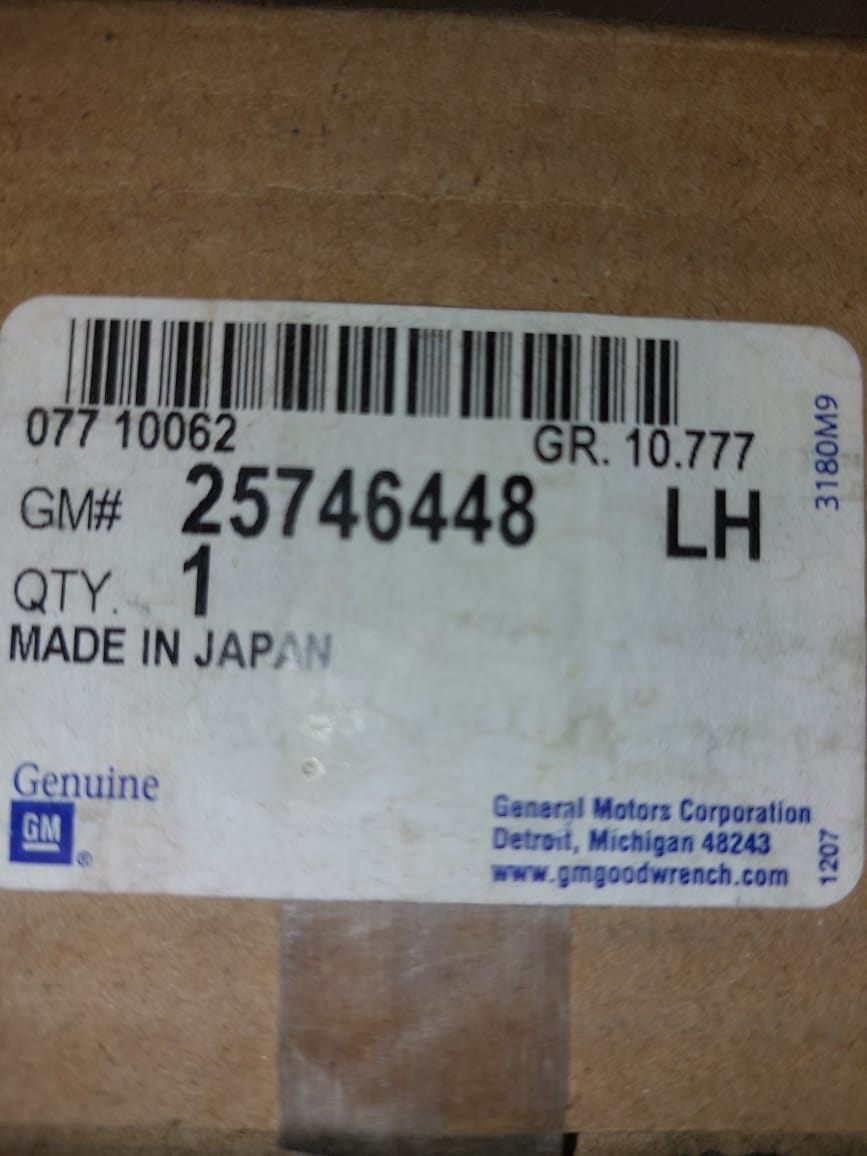 077 10062
GR. 10.777
GM# 25746448 LH
QTY. 1
MADE IN JAPAN
3180M9
Genuine
GM ®
General Motors Corporation
Detroit, Michigan 48243
www.gmgoodwrench.com
1207